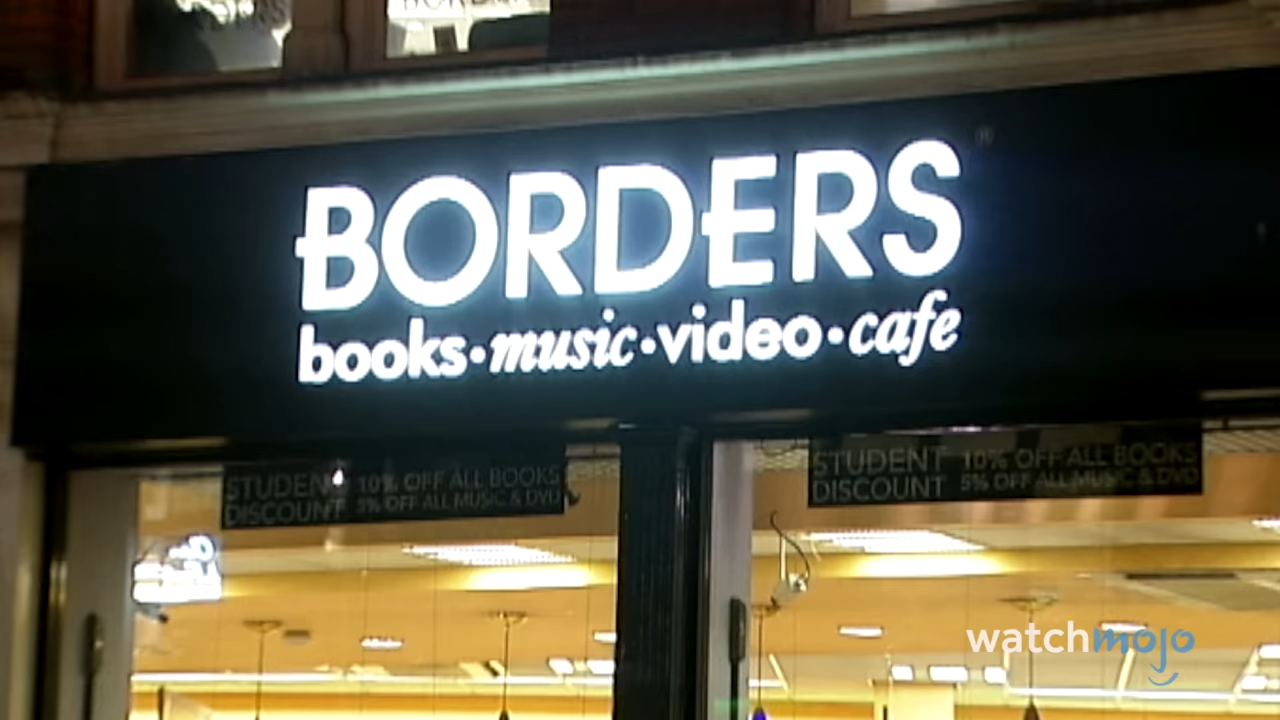 BORDERS
BORDERS®
books·music·video·cafe
STUDENT 10% OFF ALL BOOKS
DISCOUNT 5% OFF ALL MUSIC & DVD
STUDENT 10% OFF ALL BOOKS
DISCOUNT 5% OFF ALL MUSIC & DVD
watchmojo